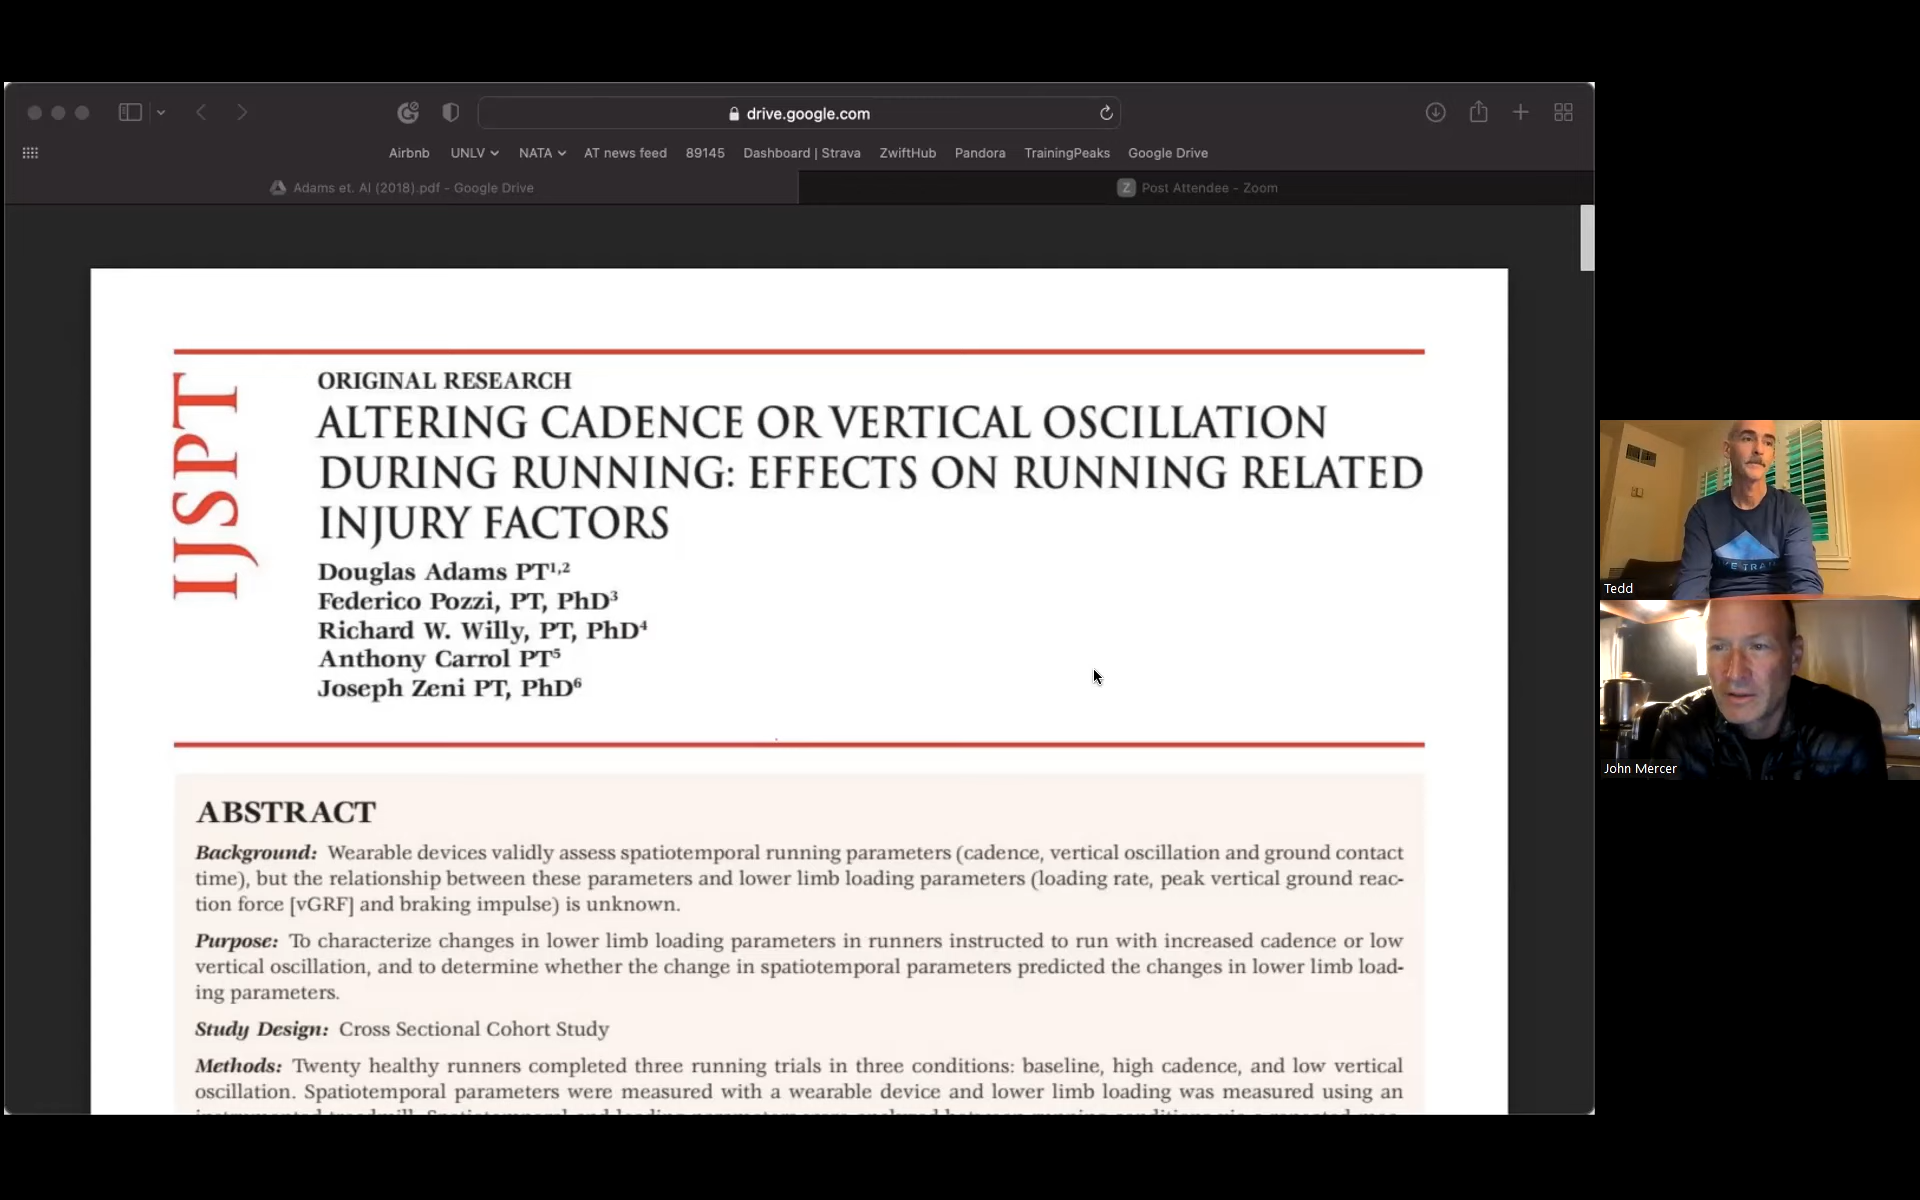 drive.google.com
Airbnb UNLV NATA AT news feed 89145 Dashboard | Strava ZwiftHub Pandora TrainingPeaks Google Drive
Adams et. Al (2018).pdf - Google Drive
Z Post Attendee - Zoom
IJSPT
ORIGINAL RESEARCH
ALTERING CADENCE OR VERTICAL OSCILLATION
DURING RUNNING: EFFECTS ON RUNNING RELATED
INJURY FACTORS
Douglas Adams PT1,2
Federico Pozzi, PT, PhD3
Richard W. Willy, PT, PhD4
Anthony Carrol PT5
Joseph Zeni PT, PhD6
ABSTRACT
Background: Wearable devices validly assess spatiotemporal running parameters (cadence, vertical oscillation and ground contact
time), but the relationship between these parameters and lower limb loading parameters (loading rate, peak vertical ground reac-
tion force [vGRF] and braking impulse) is unknown.
Purpose: To characterize changes in lower limb loading parameters in runners instructed to run with increased cadence or low
vertical oscillation, and to determine whether the change in spatiotemporal parameters predicted the changes in lower limb load-
ing parameters.
Study Design: Cross Sectional Cohort Study
Methods: Twenty healthy runners completed three running trials in three conditions: baseline, high cadence, and low vertical
oscillation. Spatiotemporal parameters were measured with a wearable device and lower limb loading was measured using an
Tedd
John Mercer